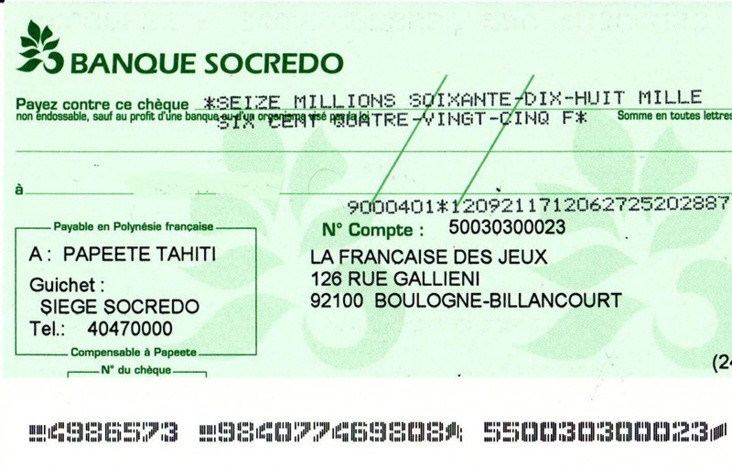 BANQUE SOCREDO
Payez contre ce chèque *SEIZE MILLIONS SOIXANTE-DIX-HUIT MILLE
non endossable, sauf au profit d'une banque ou d'un organisme visé par la loi
SIX CENT QUATRE-VINGT-CINQ F* Somme en toutes lettres
à
9000401*120921171206272520288 7
Payable en Polynésie française
N° Compte : 50030300023
A : PAPEETE TAHITI
LA FRANCAISE DES JEUX
Guichet :
126 RUE GALLIENI
SIEGE SOCREDO
92100 BOULOGNE-BILLANCOURT
Tel.: 40470000
Compensable à Papeete
N° du chèque
(24
4986573 984077469808 550030300023